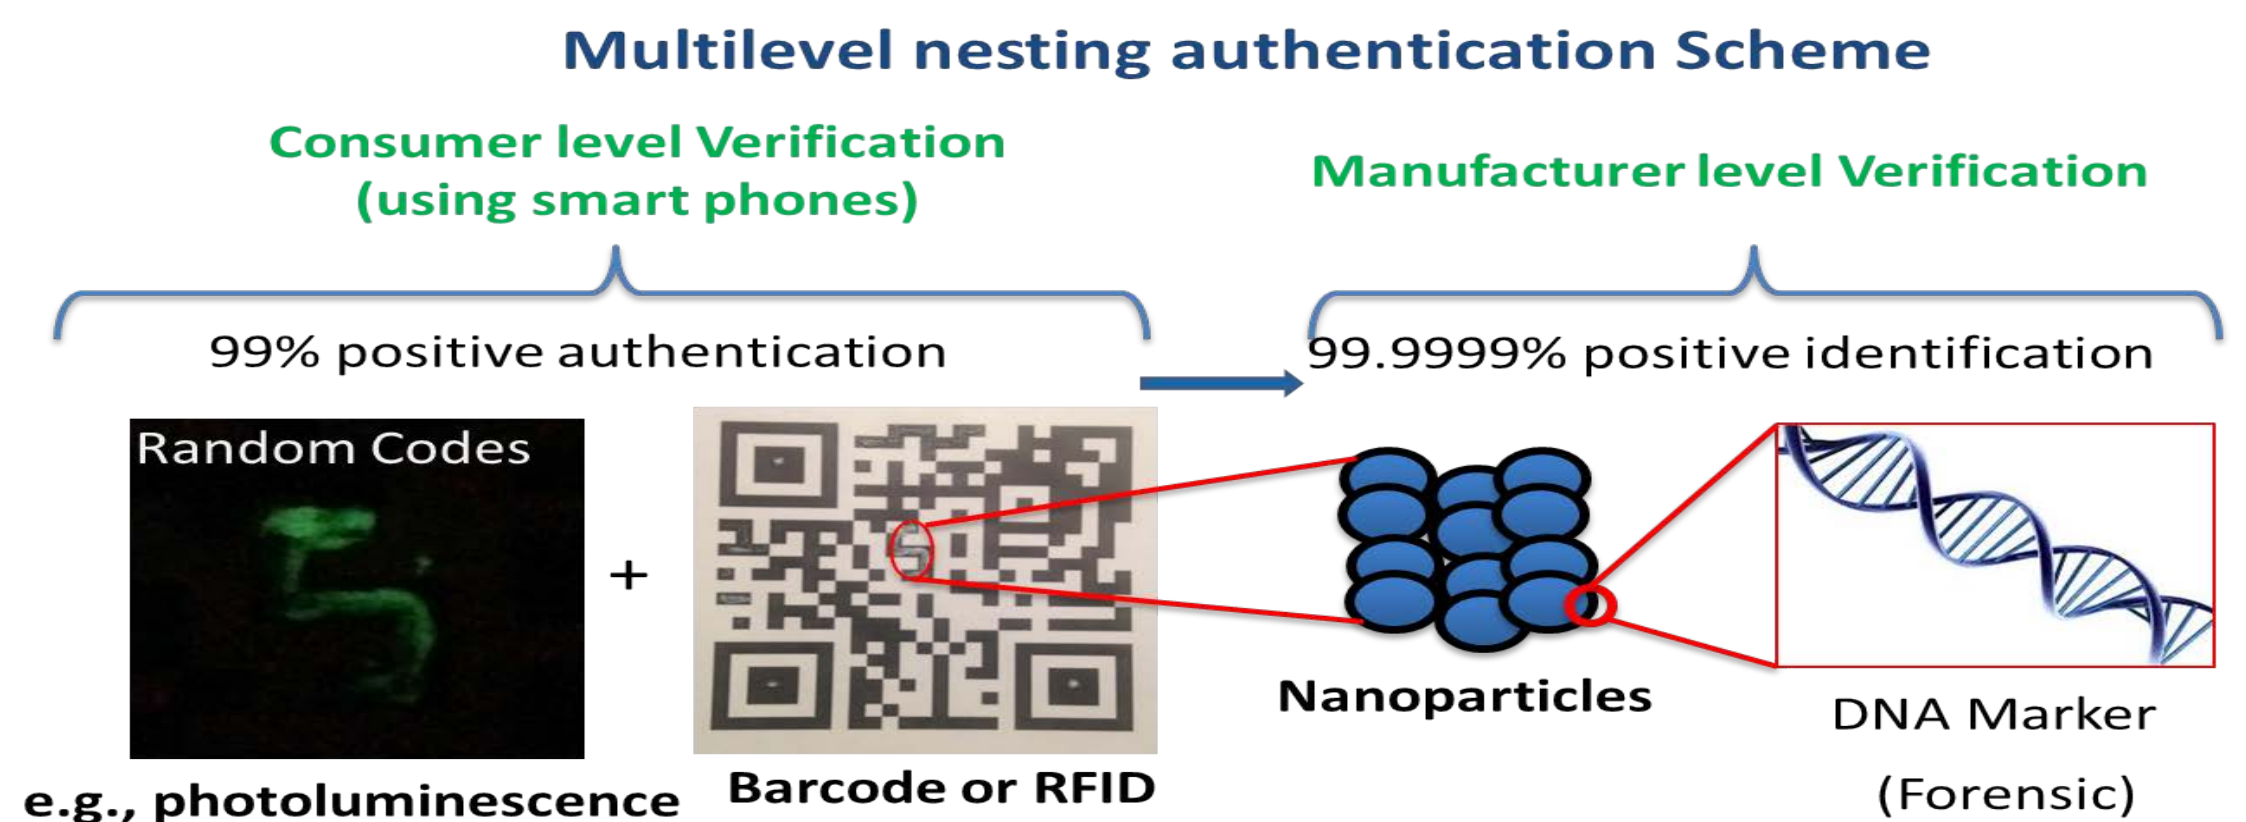 Multilevel nesting authentication Scheme
Consumer level Verification
(using smart phones)
Manufacturer level Verification
99% positive authentication
99.9999% positive identification
Random Codes
+
e.g., photoluminescence
Barcode or RFID
Nanoparticles
DNA Marker
(Forensic)